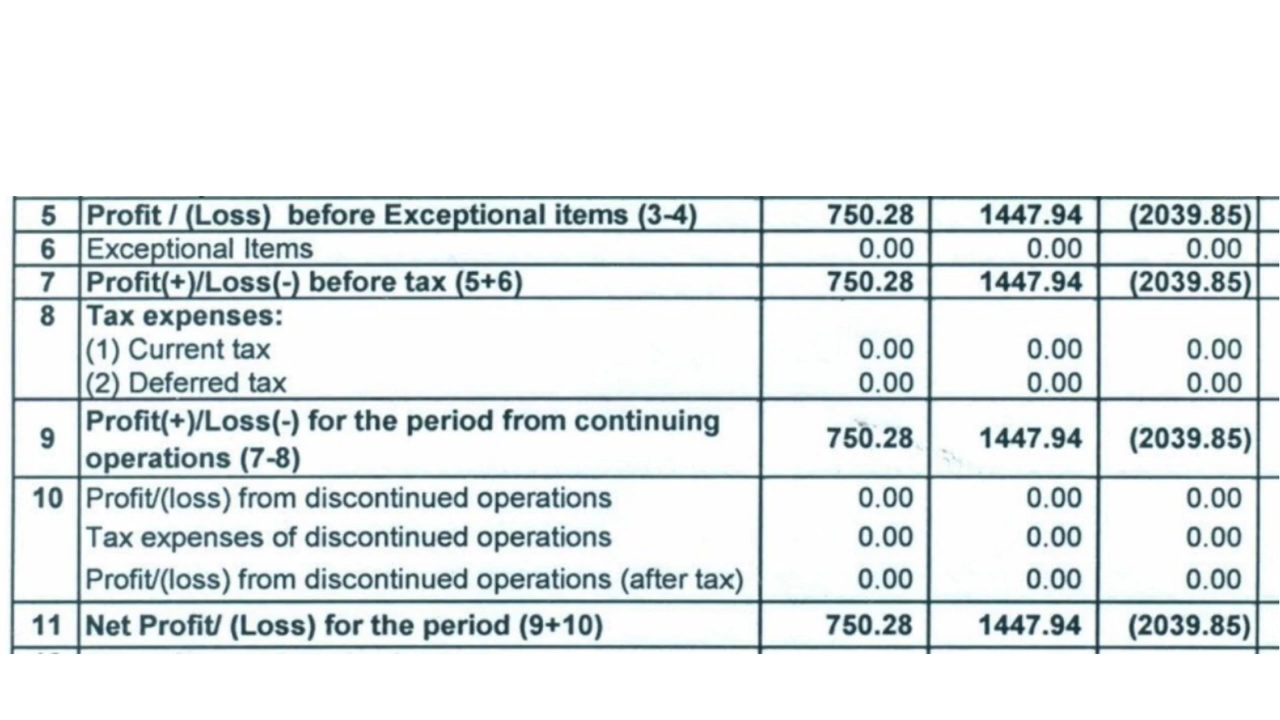 5 Profit / (Loss) before Exceptional items (3-4) 750.28 1447.94 (2039.85)
6 Exceptional Items 0.00 0.00 0.00
7 Profit(+)/Loss(-) before tax (5+6) 750.28 1447.94 (2039.85)
8 Tax expenses:
(1) Current tax 0.00 0.00 0.00
(2) Deferred tax 0.00 0.00 0.00
9 Profit(+)/Loss(-) for the period from continuing
operations (7-8) 750.28 1447.94 (2039.85)
10 Profit/(loss) from discontinued operations 0.00 0.00 0.00
Tax expenses of discontinued operations 0.00 0.00 0.00
Profit/(loss) from discontinued operations (after tax) 0.00 0.00 0.00
11 Net Profit/ (Loss) for the period (9+10) 750.28 1447.94 (2039.85)